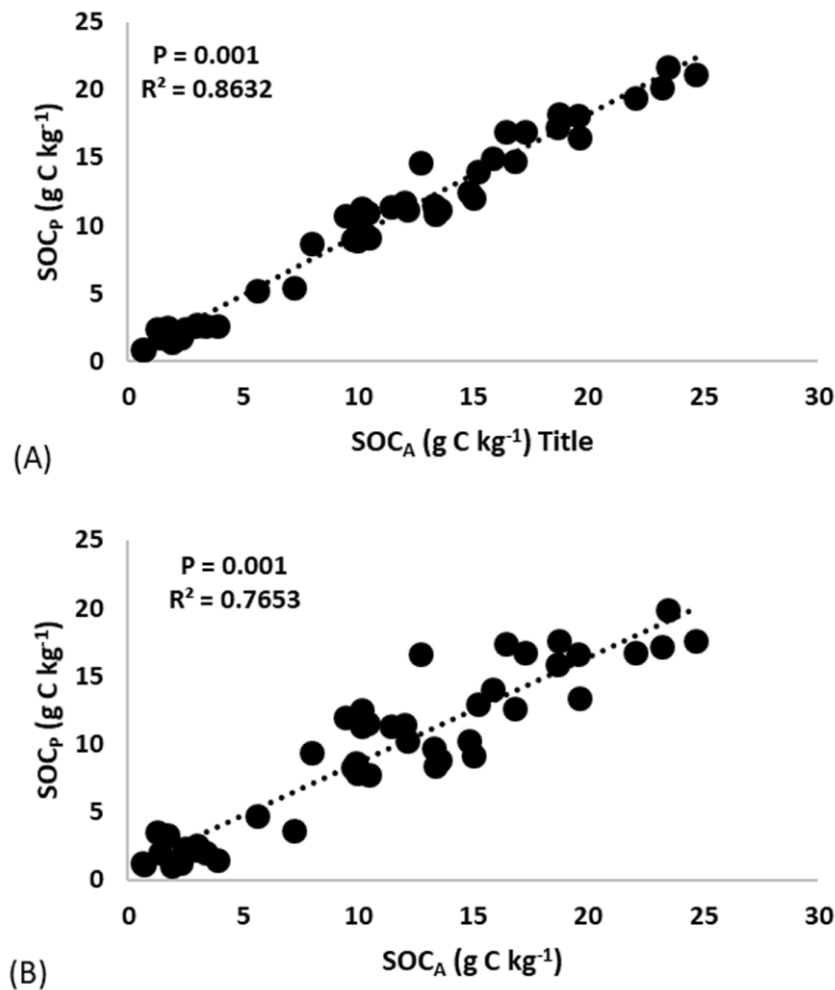 25
P = 0.001
R² = 0.8632
20
15
10
5
0
SOCₚ (g C kg⁻¹)
0 5 10 15 20 25 30
SOC_A (g C kg⁻¹) Title
(A)
25
P = 0.001
R² = 0.7653
20
15
10
5
0
SOCₚ (g C kg⁻¹)
0 5 10 15 20 25 30
SOC_A (g C kg⁻¹)
(B)